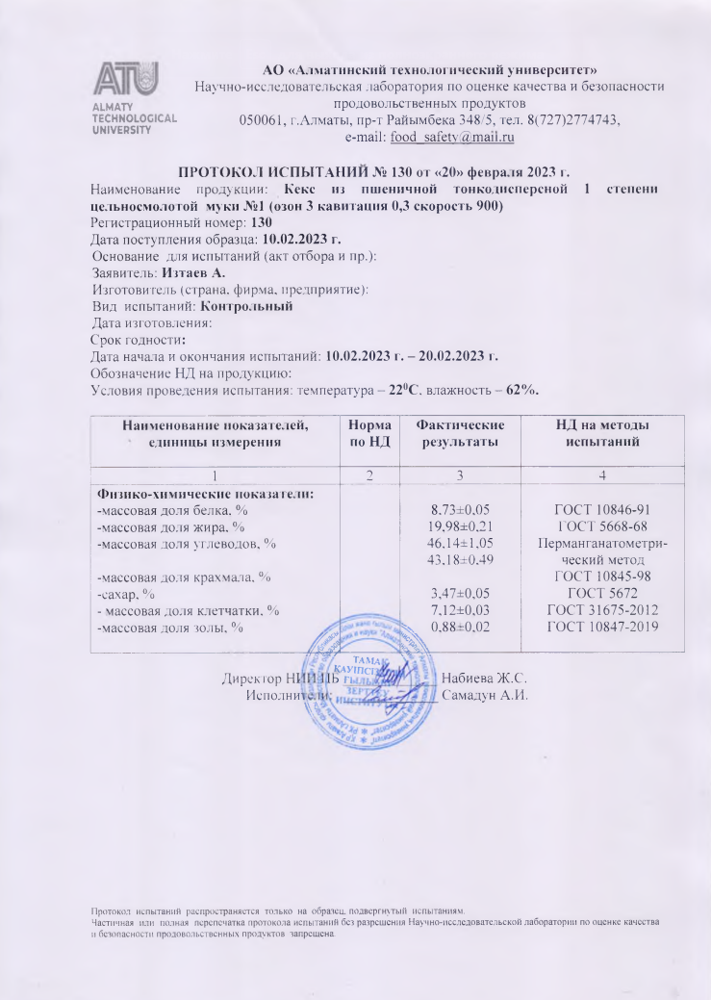 ATU
ALMATY
TECHNOLOGICAL
UNIVERSITY
АО «Алматинский технологический университет»
Научно-исследовательская лаборатория по оценке качества и безопасности
продовольственных продуктов
050061, г.Алматы, пр-т Райымбека 348/5, тел. 8(727)2774743,
e-mail: food_safety@mail.ru
ПРОТОКОЛ ИСПЫТАНИЙ № 130 от «20» февраля 2023 г.
Наименование продукции: Кекс из пшеничной тонкодисперсной 1 степени
цельносмолотой муки №1 (озон 3 кавитация 0,3 скорость 900)
Регистрационный номер: 130
Дата поступления образца: 10.02.2023 г.
Основание для испытаний (акт отбора и пр.):
Заявитель: Изтаев А.
Изготовитель (страна, фирма, предприятие):
Вид испытаний: Контрольный
Дата изготовления:
Срок годности:
Дата начала и окончания испытаний: 10.02.2023 г. – 20.02.2023 г.
Обозначение НД на продукцию:
Условия проведения испытания: температура – 22⁰С, влажность – 62%.
Наименование показателей, Норма Фактические НД на методы
единицы измерения по НД результаты испытаний
1 2 3 4
Физико-химические показатели:
-массовая доля белка, % 8,73±0,05 ГОСТ 10846-91
-массовая доля жира, % 19,98±0,21 ГОСТ 5668-68
-массовая доля углеводов, % 46,14±1,05 Перманганатометри-
43,18±0,49 ческий метод
-массовая доля крахмала, % ГОСТ 10845-98
-сахар, % 3,47±0,05 ГОСТ 5672
- массовая доля клетчатки, % 7,12±0,03 ГОСТ 31675-2012
-массовая доля золы, % 0,88±0,02 ГОСТ 10847-2019
Директор НИИ ПБ Набиева Ж.С.
Исполнители: Самадун А.И.
ТАМАҚ
ЗЕРТТЕУ
ИНСТИТУТЫ
Протокол испытаний распространяется только на образец, подвергнутый испытаниям.
Частичная или полная перепечатка протокола испытаний без разрешения Научно-исследовательской лаборатории по оценке качества
и безопасности продовольственных продуктов запрещена.